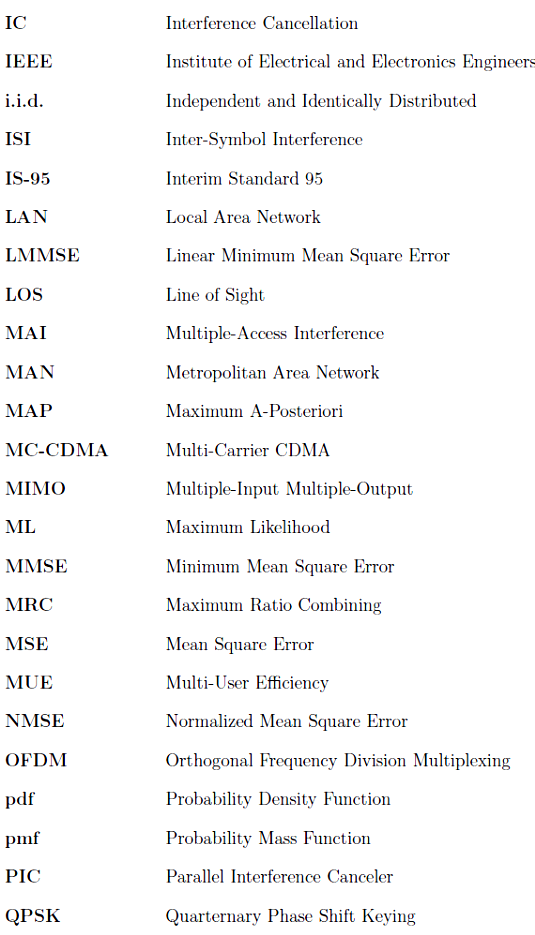 IC Interference Cancellation
IEEE Institute of Electrical and Electronics Engineers
i.i.d. Independent and Identically Distributed
ISI Inter-Symbol Interference
IS-95 Interim Standard 95
LAN Local Area Network
LMMSE Linear Minimum Mean Square Error
LOS Line of Sight
MAI Multiple-Access Interference
MAN Metropolitan Area Network
MAP Maximum A-Posteriori
MC-CDMA Multi-Carrier CDMA
MIMO Multiple-Input Multiple-Output
ML Maximum Likelihood
MMSE Minimum Mean Square Error
MRC Maximum Ratio Combining
MSE Mean Square Error
MUE Multi-User Efficiency
NMSE Normalized Mean Square Error
OFDM Orthogonal Frequency Division Multiplexing
pdf Probability Density Function
pmf Probability Mass Function
PIC Parallel Interference Canceler
QPSK Quarternary Phase Shift Keying